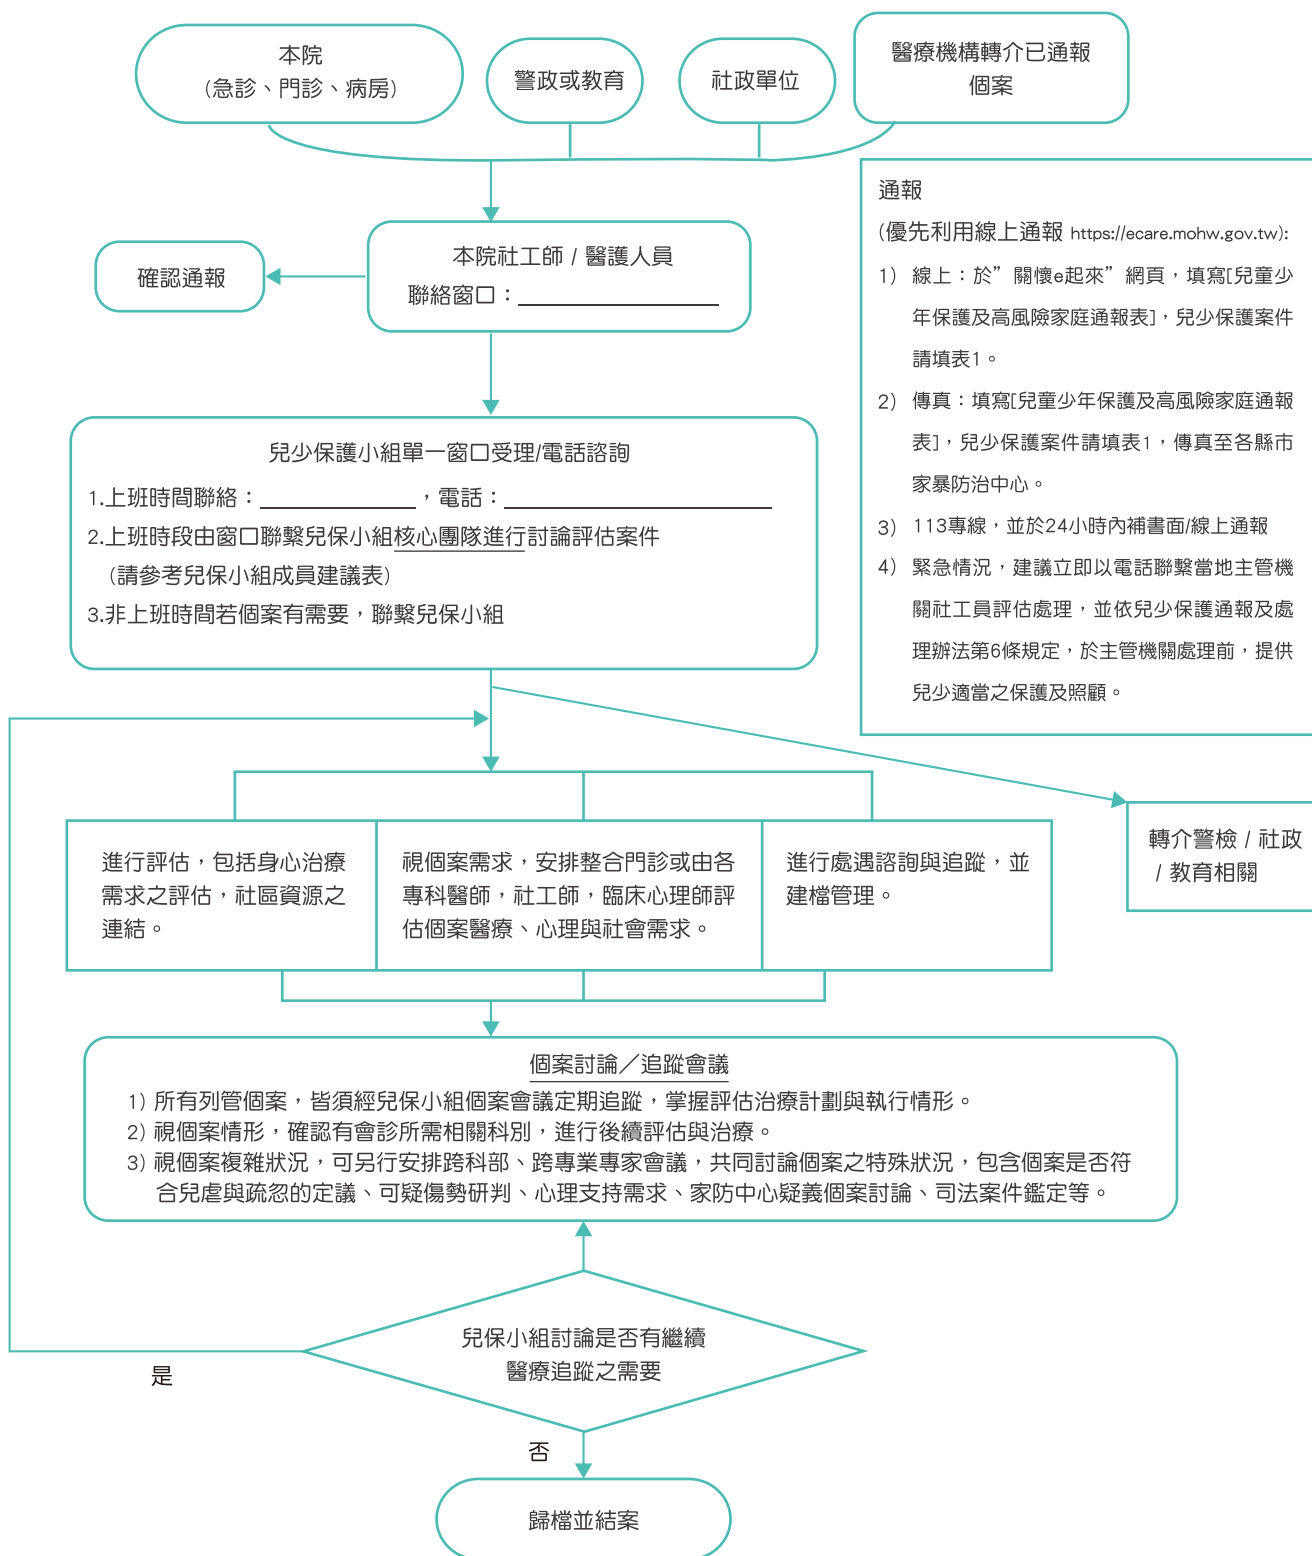 本院
(急診、門診、病房)
警政或教育
社政單位
醫療機構轉介已通報
個案
通報
(優先利用線上通報 https://ecare.mohw.gov.tw):
1) 線上：於”關懷e起來”網頁，填寫[兒童少
年保護及高風險家庭通報表]，兒少保護案件
請填表1。
2) 傳真：填寫[兒童少年保護及高風險家庭通報
表]，兒少保護案件請填表1，傳真至各縣市
家暴防治中心。
3) 113專線，並於24小時內補書面/線上通報
4) 緊急情況，建議立即以電話聯繫當地主管機
關社工員評估處理，並依兒少保護通報及處
理辦法第6條規定，於主管機關處理前，提供
兒少適當之保護及照顧。
本院社工師 / 醫護人員
聯絡窗口：
確認通報
兒少保護小組單一窗口受理/電話諮詢
1.上班時間聯絡：，電話：
2.上班時段由窗口聯繫兒保小組核心團隊進行討論評估案件
(請參考兒保小組成員建議表)
3.非上班時間若個案有需要，聯繫兒保小組
轉介警檢 / 社政
/ 教育相關
進行評估，包括身心治療
需求之評估，社區資源之
連結。
視個案需求，安排整合門診或由各
專科醫師，社工師，臨床心理師評
估個案醫療、心理與社會需求。
進行處遇諮詢與追蹤，並
建檔管理。
個案討論／追蹤會議
1) 所有列管個案，皆須經兒保小組個案會議定期追蹤，掌握評估治療計劃與執行情形。
2) 視個案情形，確認有會診所需相關科別，進行後續評估與治療。
3) 視個案複雜狀況，可另行安排跨科部、跨專業專家會議，共同討論個案之特殊狀況，包含個案是否符
合兒虐與疏忽的定議、可疑傷勢研判、心理支持需求、家防中心疑義個案討論、司法案件鑑定等。
兒保小組討論是否有繼續
醫療追蹤之需要
是
否
歸檔並結案